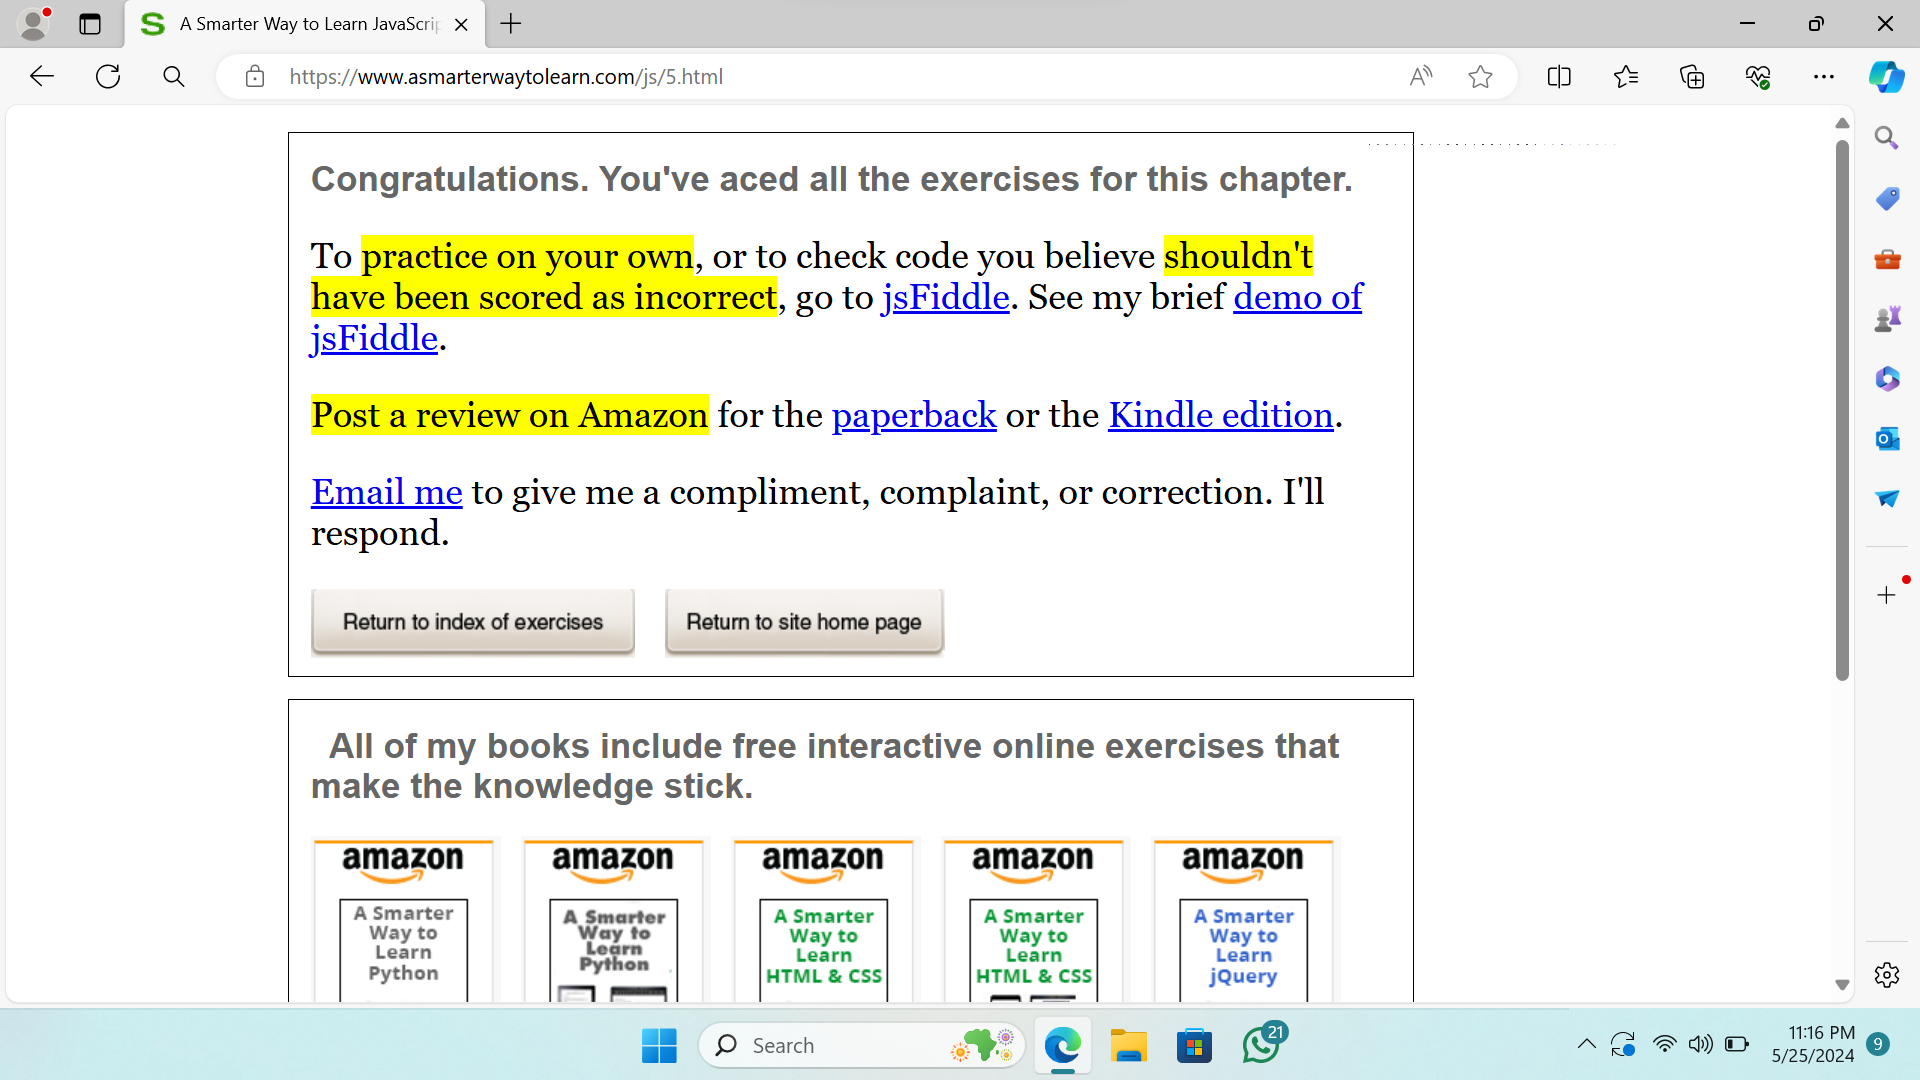 A Smarter Way to Learn JavaScrip
https://www.asmarterwaytolearn.com/js/5.html
Congratulations. You've aced all the exercises for this chapter.
To practice on your own, or to check code you believe shouldn't
have been scored as incorrect, go to jsFiddle. See my brief demo of
jsFiddle.
Post a review on Amazon for the paperback or the Kindle edition.
Email me to give me a compliment, complaint, or correction. I'll
respond.
Return to index of exercises
Return to site home page
All of my books include free interactive online exercises that
make the knowledge stick.
amazon
A Smarter
Way to
Learn
Python
amazon
A Smarter
Way to
Learn
Python
amazon
A Smarter
Way to
Learn
HTML & CSS
amazon
A Smarter
Way to
Learn
HTML & CSS
amazon
A Smarter
Way to
Learn
jQuery
Search
21
11:16 PM
5/25/2024
9